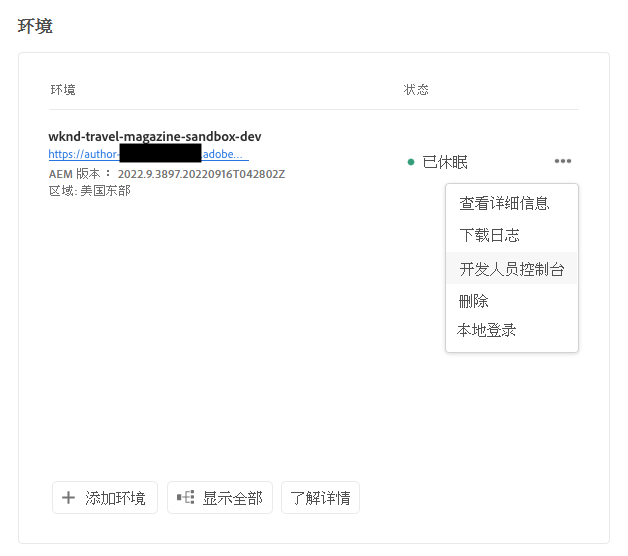 环境
环境 状态
wknd-travel-magazine-sandbox-dev
https://author- .adobe...
AEM 版本： 2022.9.3897.20220916T042802Z
区域: 美国东部
已休眠 •••
查看详细信息
下载日志
开发人员控制台
删除
本地登录
添加环境 显示全部 了解详情